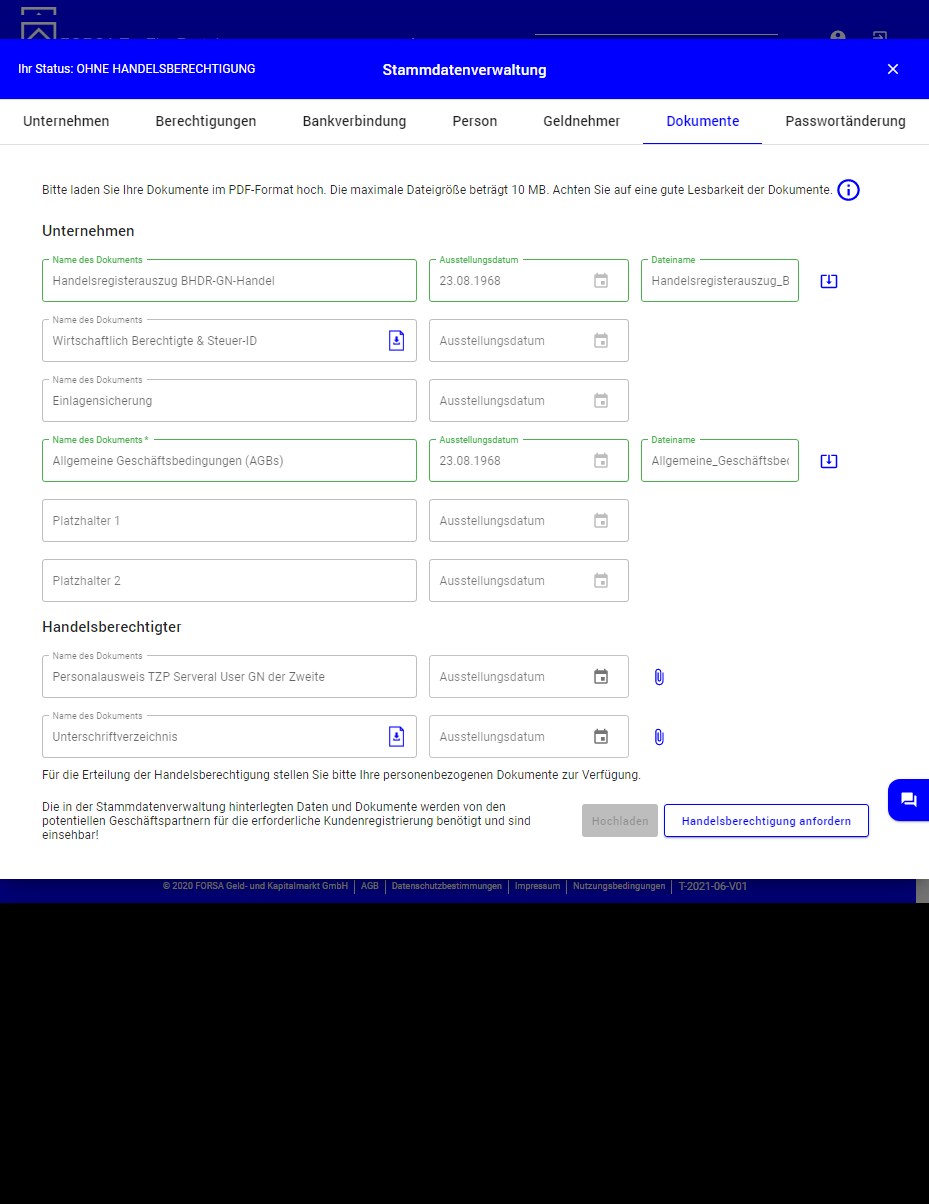 Ihr Status: OHNE HANDELSBERECHTIGUNG
Stammdatenverwaltung
Unternehmen
Berechtigungen
Bankverbindung
Person
Geldnehmer
Dokumente
Passwortänderung
Bitte laden Sie Ihre Dokumente im PDF-Format hoch. Die maximale Dateigröße beträgt 10 MB. Achten Sie auf eine gute Lesbarkeit der Dokumente.
Unternehmen
Name des Dokuments
Handelsregisterauszug BHDR-GN-Handel
Ausstellungsdatum
23.08.1968
Dateiname
Handelsregisterauszug_B
Name des Dokuments
Wirtschaftlich Berechtigte & Steuer-ID
Ausstellungsdatum
Name des Dokuments
Einlagensicherung
Ausstellungsdatum
Name des Dokuments *
Allgemeine Geschäftsbedingungen (AGBs)
Ausstellungsdatum
23.08.1968
Dateiname
Allgemeine_Geschäftsbec
Platzhalter 1
Ausstellungsdatum
Platzhalter 2
Ausstellungsdatum
Handelsberechtigter
Name des Dokuments
Personalausweis TZP Serveral User GN der Zweite
Ausstellungsdatum
Name des Dokuments
Unterschriftverzeichnis
Ausstellungsdatum
Für die Erteilung der Handelsberechtigung stellen Sie bitte Ihre personenbezogenen Dokumente zur Verfügung.
Die in der Stammdatenverwaltung hinterlegten Daten und Dokumente werden von den
potentiellen Geschäftspartnern für die erforderliche Kundenregistrierung benötigt und sind
einsehbar!
Hochladen
Handelsberechtigung anfordern
© 2020 FORSA Geld- und Kapitalmarkt GmbH | AGB | Datenschutzbestimmungen | Impressum | Nutzungsbedingungen | T-2021-06-V01